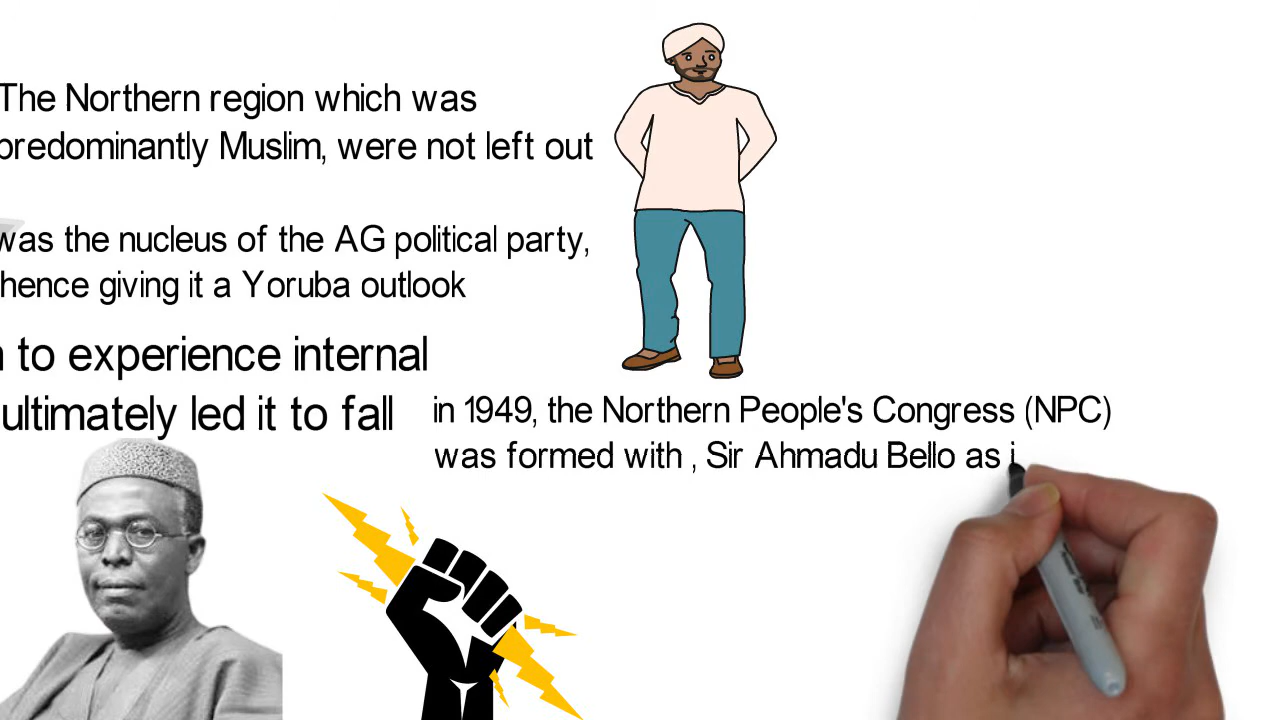 The Northern region which was
predominantly Muslim, were not left out
was the nucleus of the AG political party,
hence giving it a Yoruba outlook
to experience internal
ultimately led it to fall
in 1949, the Northern People's Congress (NPC)
was formed with , Sir Ahmadu Bello as i